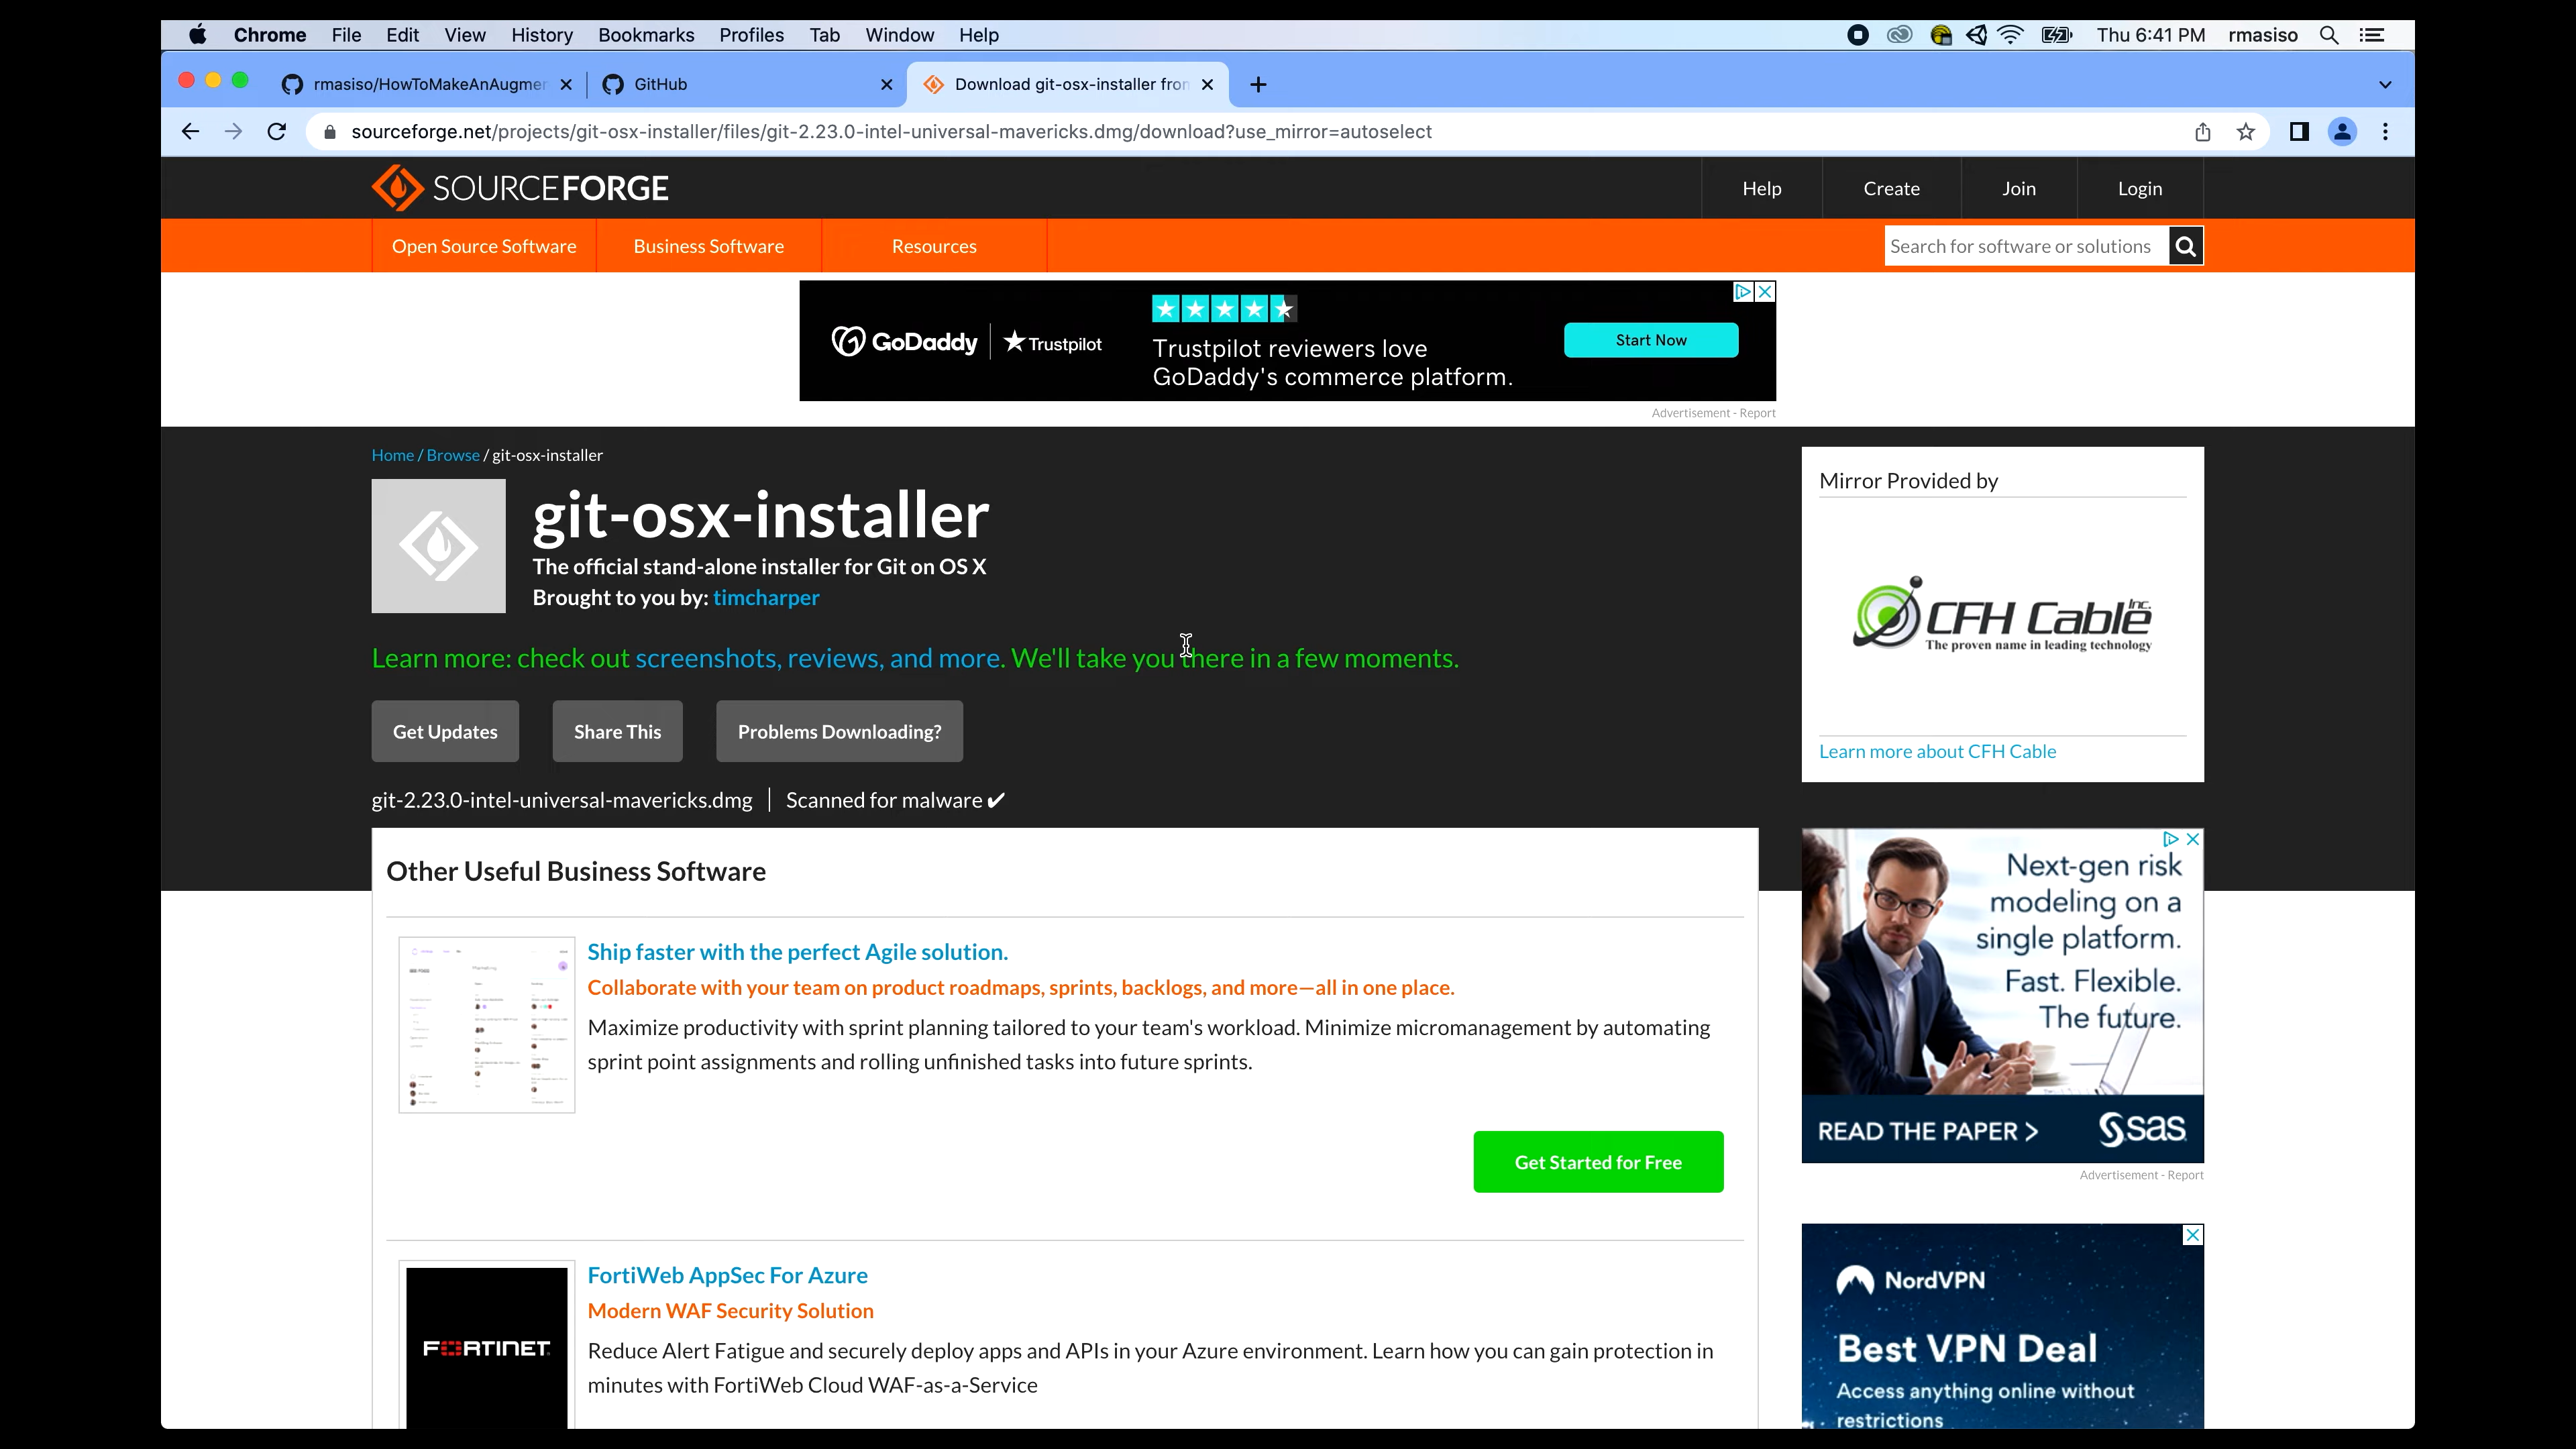 Chrome File Edit View History Bookmarks Profiles Tab Window Help Thu 6:41 PM rmasiso
rmasiso/HowToMakeAnAugmer GitHub Download git-osx-installer fron
sourceforge.net/projects/git-osx-installer/files/git-2.23.0-intel-universal-mavericks.dmg/download?use_mirror=autoselect
SOURCEFORGE Help Create Join Login
Open Source Software Business Software Resources Search for software or solutions
GoDaddy Trustpilot
Trustpilot reviewers love
GoDaddy's commerce platform.
Start Now
Advertisement - Report
Home / Browse / git-osx-installer
git-osx-installer
The official stand-alone installer for Git on OS X
Brought to you by: timcharper
Learn more: check out screenshots, reviews, and more. We'll take you there in a few moments.
Get Updates Share This Problems Downloading?
git-2.23.0-intel-universal-mavericks.dmg Scanned for malware ✔
Mirror Provided by
CFH Cable Inc.
The proven name in leading technology
Learn more about CFH Cable
Other Useful Business Software
Ship faster with the perfect Agile solution.
Collaborate with your team on product roadmaps, sprints, backlogs, and more—all in one place.
Maximize productivity with sprint planning tailored to your team's workload. Minimize micromanagement by automating
sprint point assignments and rolling unfinished tasks into future sprints.
Get Started for Free
FORTINET
FortiWeb AppSec For Azure
Modern WAF Security Solution
Reduce Alert Fatigue and securely deploy apps and APIs in your Azure environment. Learn how you can gain protection in
minutes with FortiWeb Cloud WAF-as-a-Service
Next-gen risk
modeling on a
single platform.
Fast. Flexible.
The future.
READ THE PAPER > sas
Advertisement - Report
NordVPN
Best VPN Deal
Access anything online without
restrictions